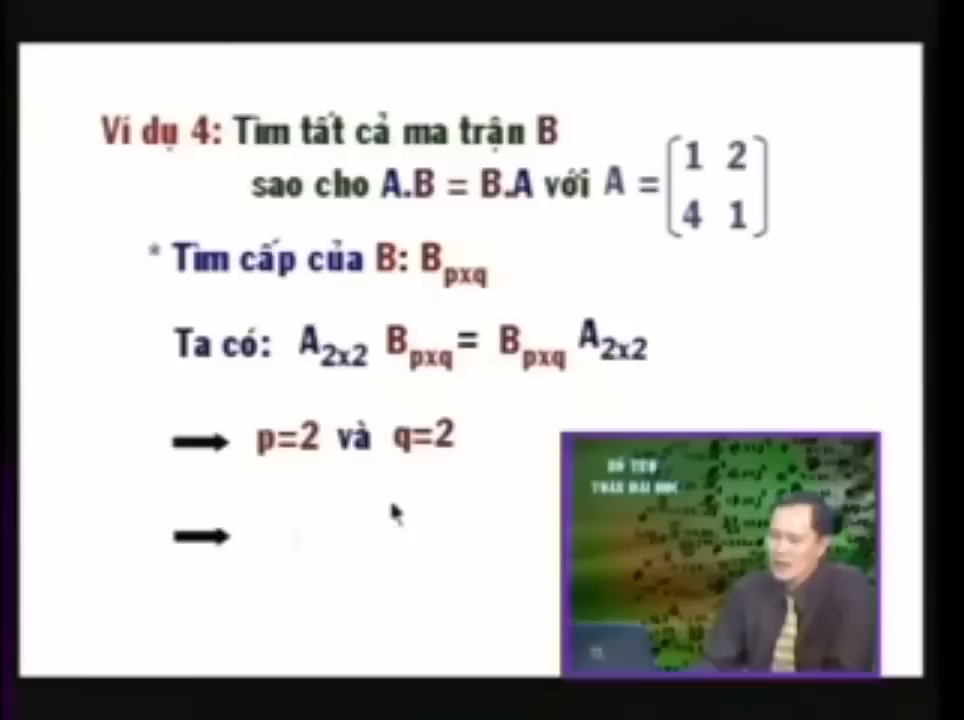 Ví dụ 4: Tìm tất cả ma trận B
sao cho A.B = B.A với A = [1 2
4 1]
* Tìm cấp của B: Bpxq
Ta có: A2x2 Bpxq = Bpxq A2x2
➡ p=2 và q=2
➡